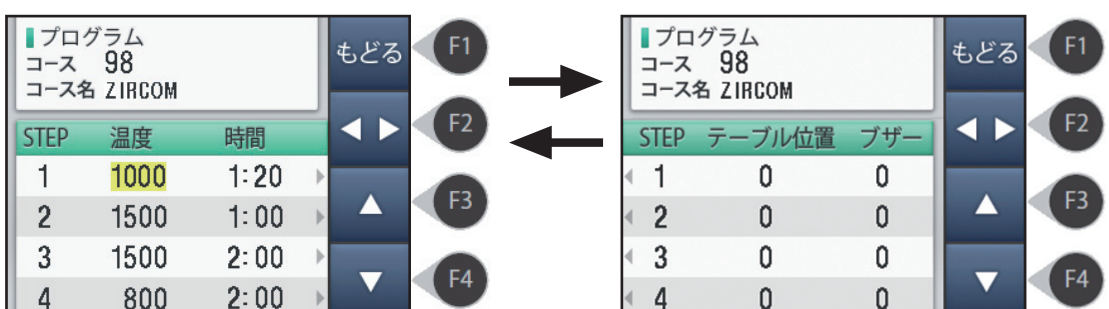 プログラム
コース 98
コース名 ZIRCOM
もどる
F1
F2
STEP 温度 時間
1 1000 1:20
2 1500 1:00
F3
3 1500 2:00
4 800 2:00
F4
プログラム
コース 98
コース名 ZIRCOM
もどる
F1
F2
STEP テーブル位置 ブザー
1 0 0
2 0 0
F3
3 0 0
4 0 0
F4